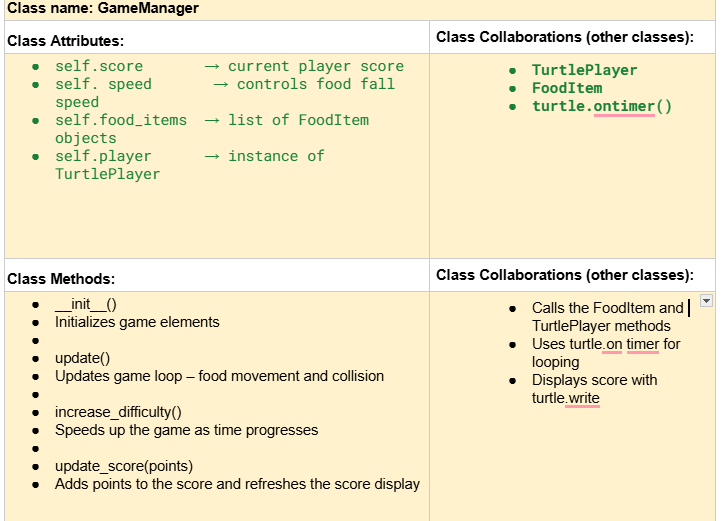 Class name: GameManager
Class Attributes:
Class Collaborations (other classes):
● self.score → current player score
● self. speed → controls food fall
speed
● self.food_items → list of FoodItem
objects
● self.player → instance of
TurtlePlayer
● TurtlePlayer
● FoodItem
● turtle.ontimer()
Class Methods:
Class Collaborations (other classes):
● __init__()
● Initializes game elements
●
● update()
● Updates game loop – food movement and collision
●
● increase_difficulty()
● Speeds up the game as time progresses
●
● update_score(points)
● Adds points to the score and refreshes the score display
● Calls the FoodItem and
TurtlePlayer methods
● Uses turtle.on timer for
looping
● Displays score with
turtle.write